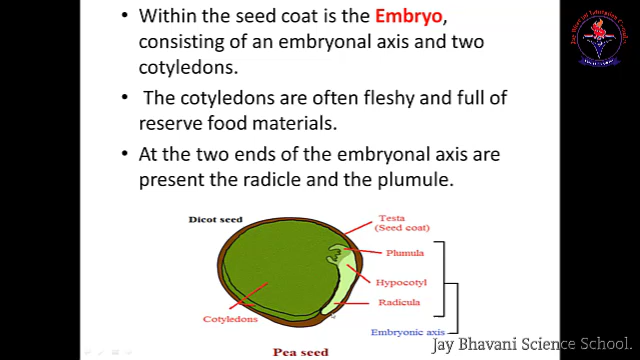 • Within the seed coat is the Embryo,
consisting of an embryonal axis and two
cotyledons.
• The cotyledons are often fleshy and full of
reserve food materials.
• At the two ends of the embryonal axis are
present the radicle and the plumule.
Dicot seed
Testa
(Seed coat)
Plumula
Hypocotyl
Radicula
Cotyledons
Embryonic axis
Pea seed
Jay Bhavani Science School.